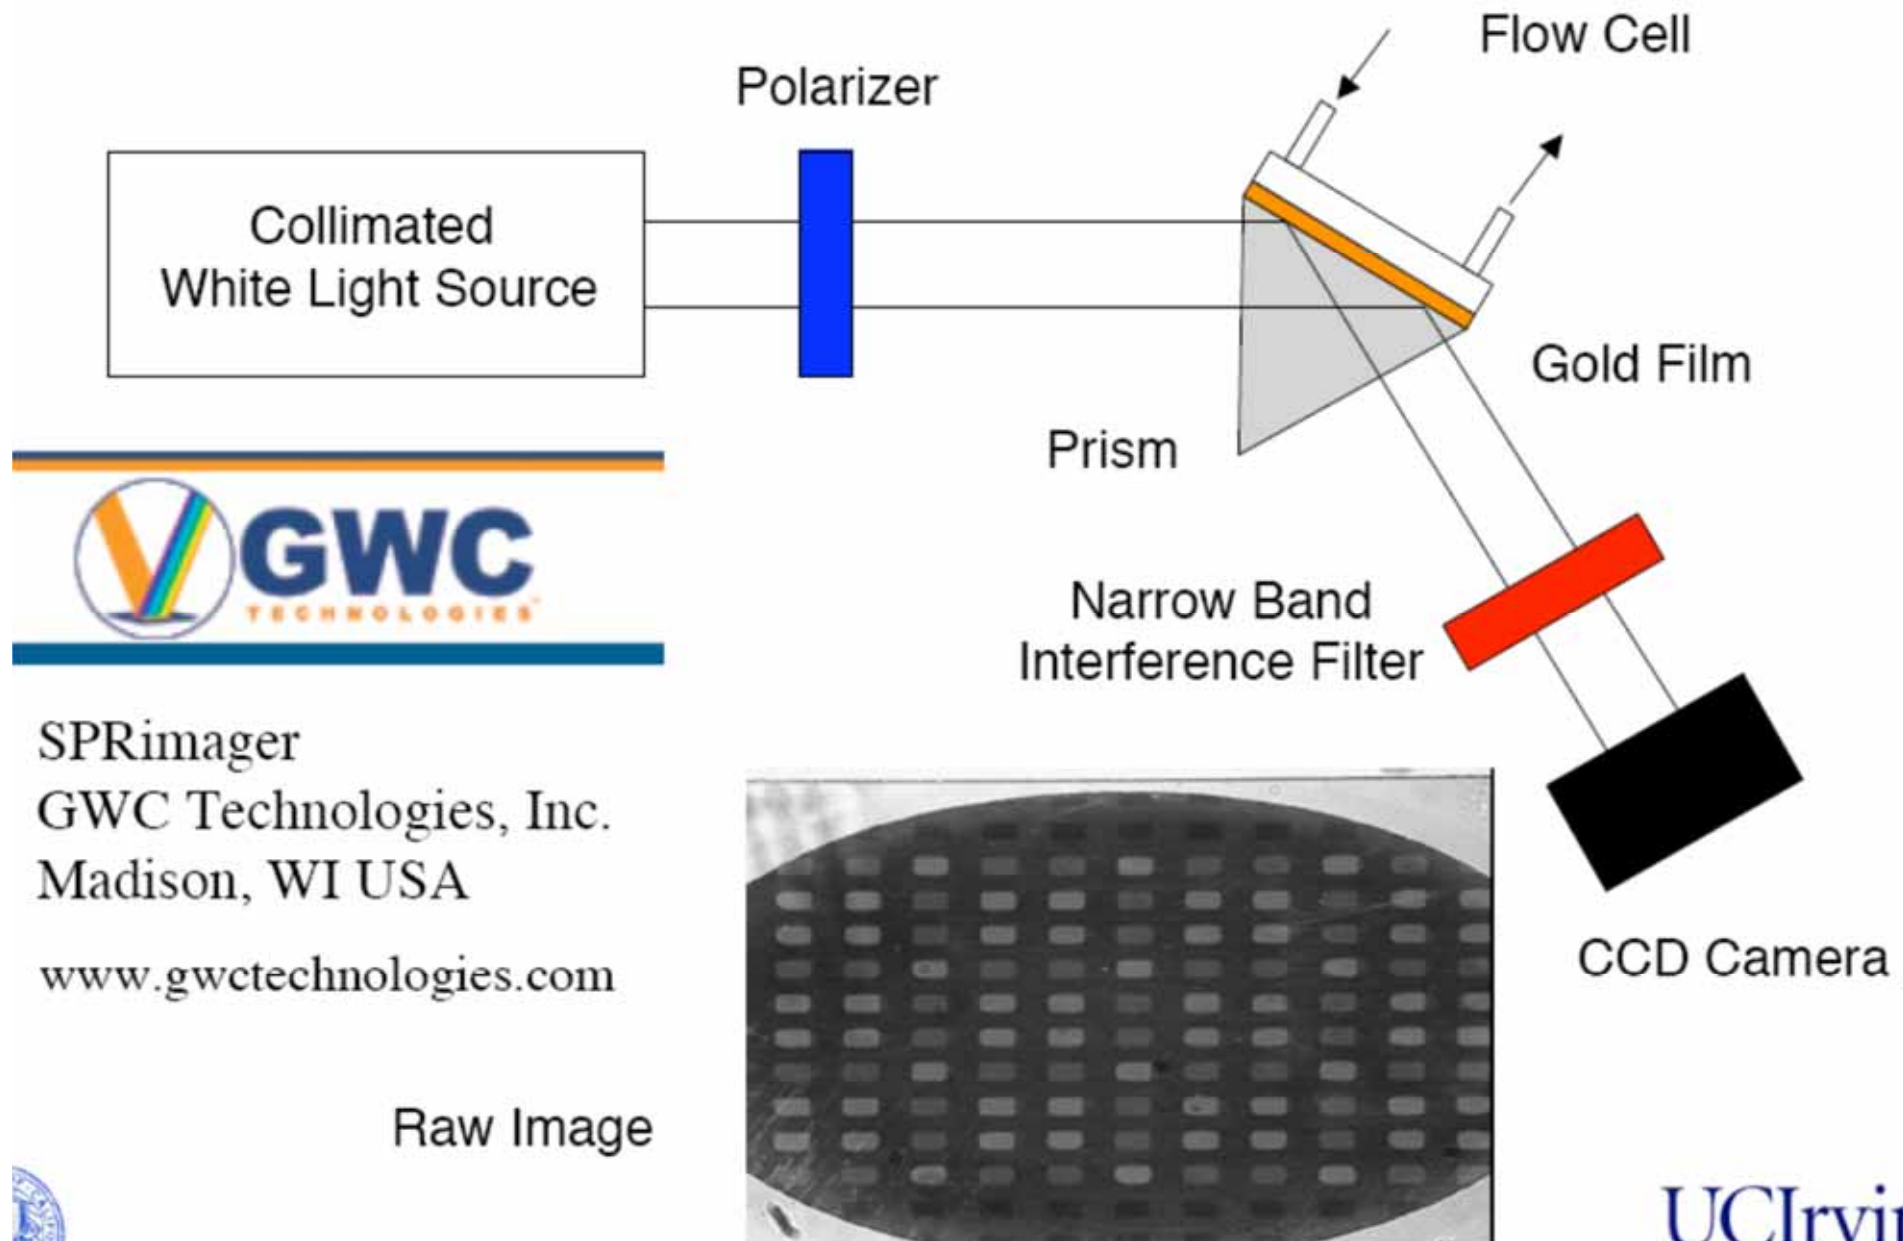 Flow Cell
Polarizer
Collimated
White Light Source
Gold Film
Prism
GWC
TECHNOLOGIES
Narrow Band
Interference Filter
SPRimager
GWC Technologies, Inc.
Madison, WI USA
www.gwctechnologies.com
CCD Camera
Raw Image